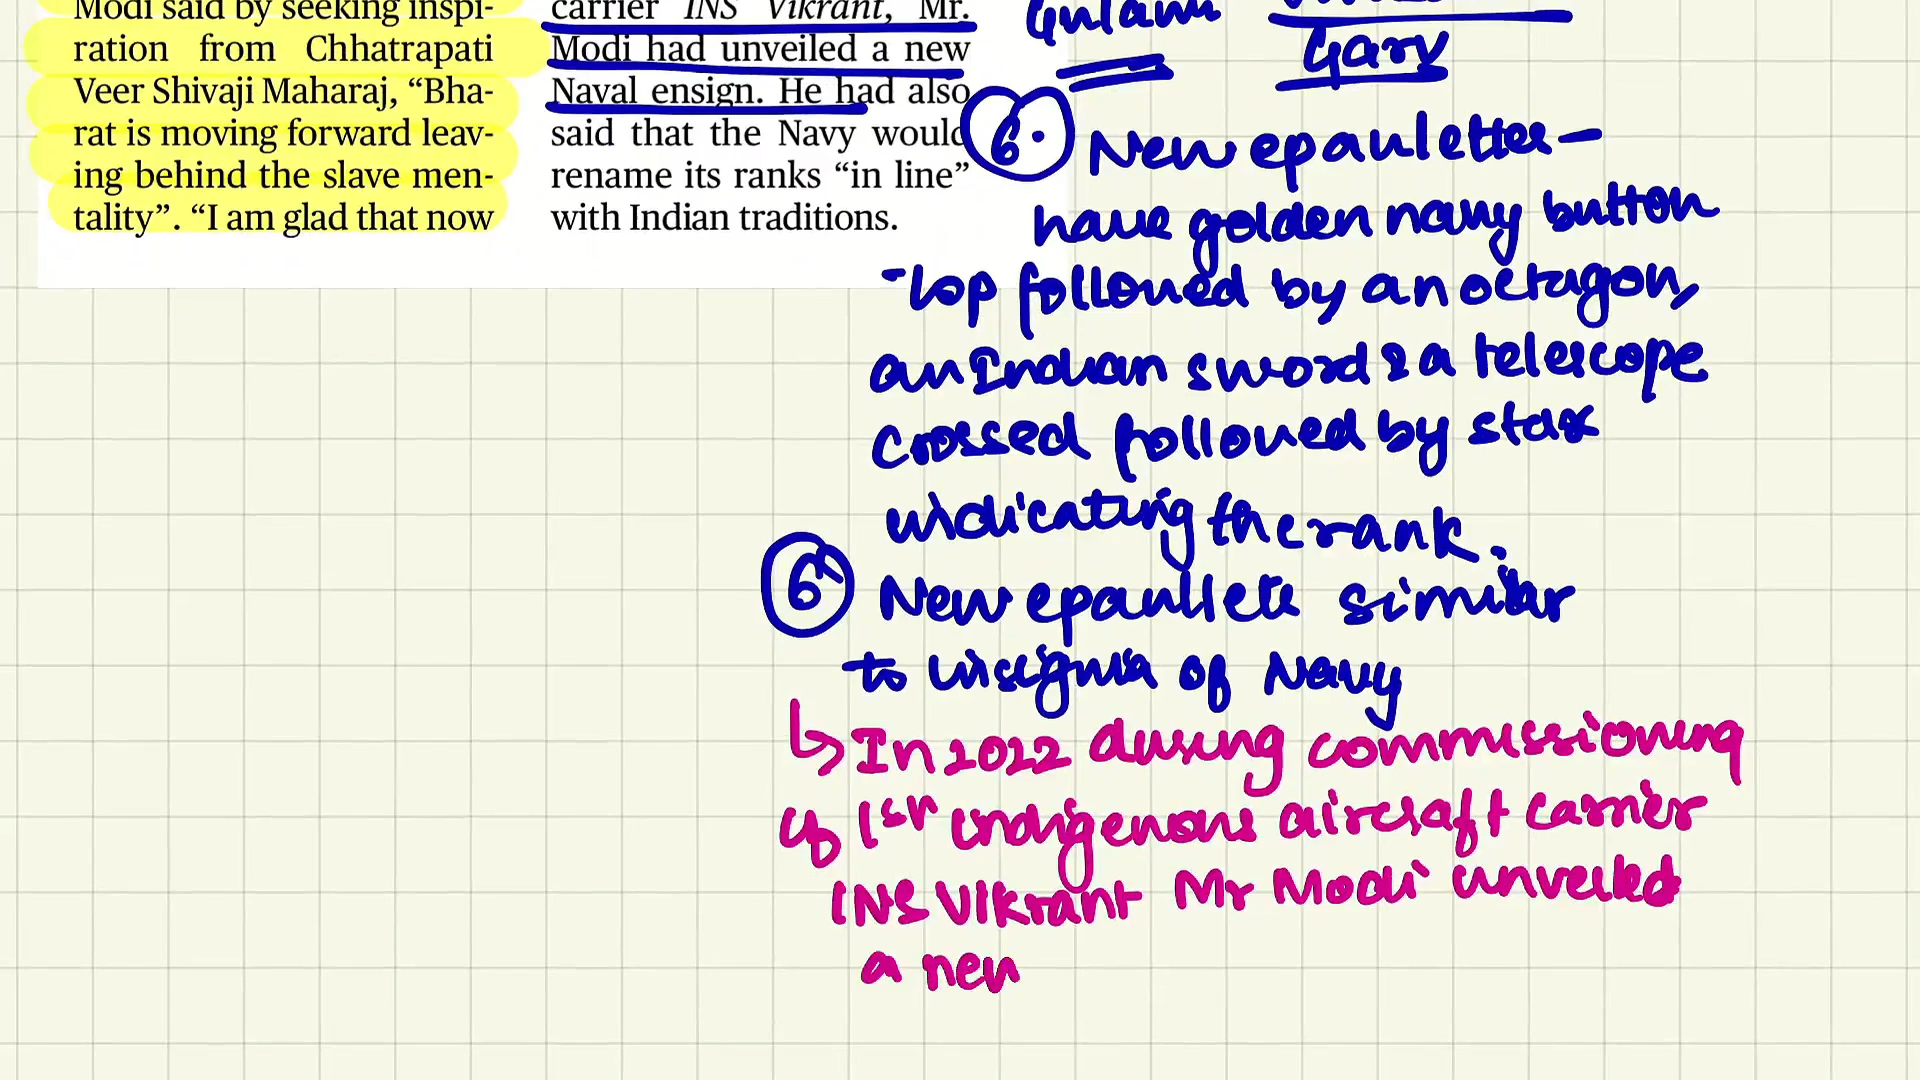 Modi said by seeking inspi-
ration from Chhatrapati
Veer Shivaji Maharaj, “Bha-
rat is moving forward leav-
ing behind the slave men-
tality”. “I am glad that now
carrier INS Vikrant, Mr.
Modi had unveiled a new
Naval ensign. He had also
said that the Navy would
rename its ranks “in line”
with Indian traditions.
Gulami
Garv
6. New epaulettes -
have golden navy button
- top followed by an octagon,
an Indian sword & a telescope
crossed followed by star
indicating the rank.
6 New epaullete similar
to insignia of Navy
↳ In 2022 during commissioning
of 1st indigenous aircraft carrier
INS Vikrant Mr Modi unveiled
a new